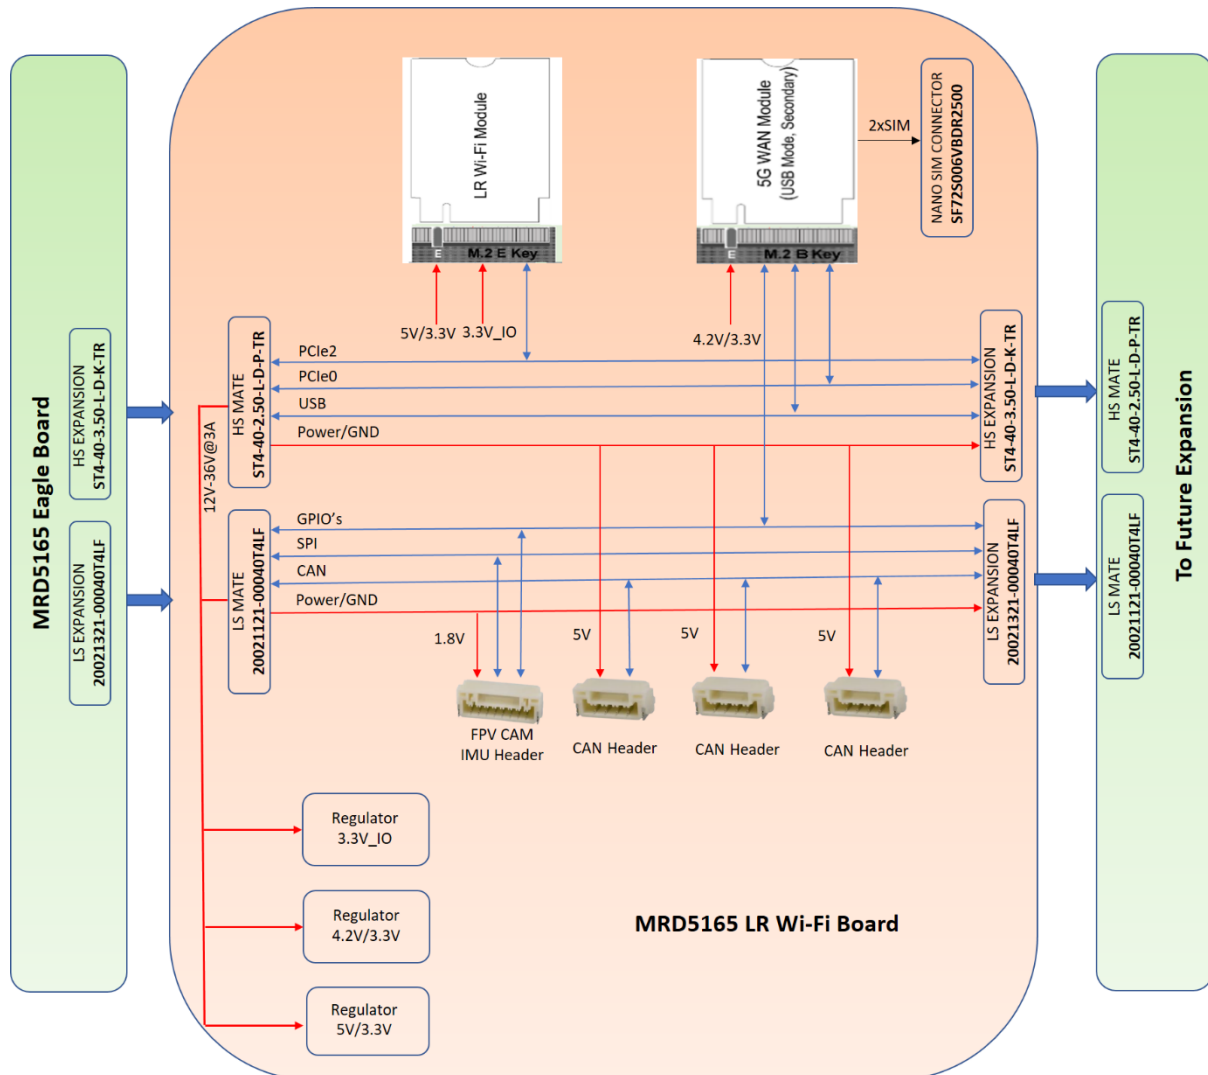 MRD5165 Eagle Board
HS EXPANSION
ST4-40-3.50-L-D-K-TR
LS EXPANSION
20021321-00040T4LF
LR Wi-Fi Module
E
M.2 E Key
5G WAN Module
(USB Mode, Secondary)
E
M.2 B Key
2xSIM
NANO SIM CONNECTOR
SF72S006VBDR2500
5V/3.3V
3.3V_IO
4.2V/3.3V
12V-36V@3A
HS MATE
ST4-40-2.50-L-D-P-TR
PCIe2
PCIe0
USB
Power/GND
HS EXPANSION
ST4-40-3.50-L-D-K-TR
LS MATE
20021121-00040T4LF
GPIO's
SPI
CAN
Power/GND
LS EXPANSION
20021321-00040T4LF
1.8V
5V
5V
5V
FPV CAM
IMU Header
CAN Header
CAN Header
CAN Header
Regulator
3.3V_IO
Regulator
4.2V/3.3V
Regulator
5V/3.3V
MRD5165 LR Wi-Fi Board
HS MATE
ST4-40-2.50-L-D-P-TR
LS MATE
20021121-00040T4LF
To Future Expansion